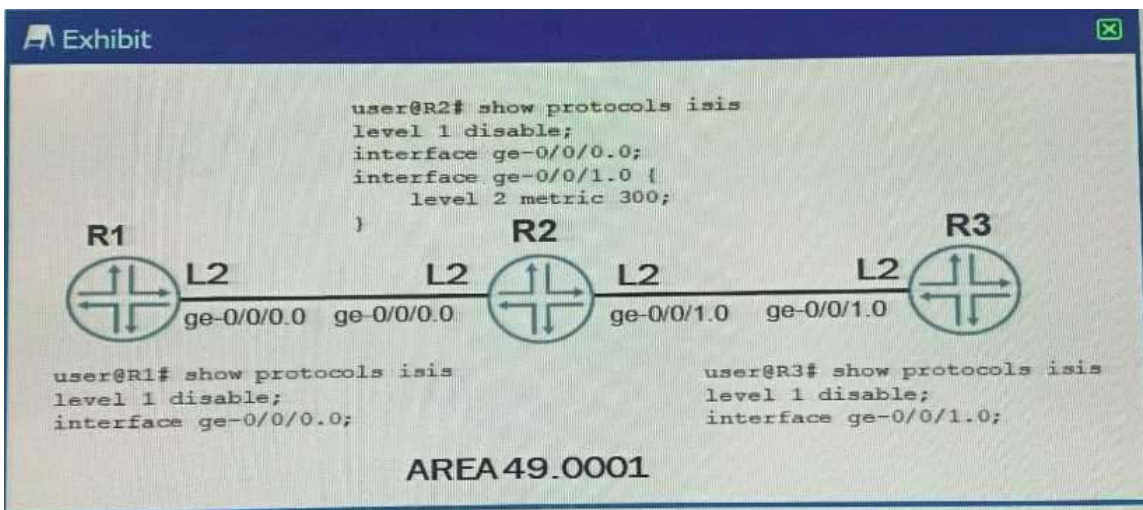 Exhibit
user@R2# show protocols isis
level 1 disable;
interface ge-0/0/0.0;
interface ge-0/0/1.0 {
level 2 metric 300;
}
R1
R2
R3
L2
L2
L2
L2
ge-0/0/0.0
ge-0/0/0.0
ge-0/0/1.0
ge-0/0/1.0
user@R1# show protocols isis
level 1 disable;
interface ge-0/0/0.0;
user@R3# show protocols isis
level 1 disable;
interface ge-0/0/1.0;
AREA 49.0001